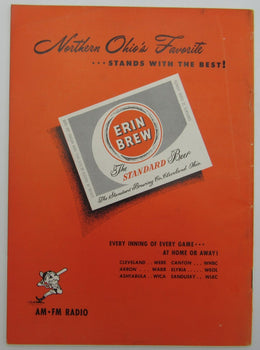 Northern Ohio's Favorite
...STANDS WITH THE BEST!
ERIN
BREW
The STANDARD Beer
The Standard Brewing Co. Cleveland, Ohio
EVERY INNING OF EVERY GAME...
AT HOME OR AWAY!
CLEVELAND .. WERE CANTON ... WHBC
AKRON ... WAKR ELYRIA ... WEOL
ASHTABULA .. WICA SANDUSKY .. WLEC
AM-FM RADIO